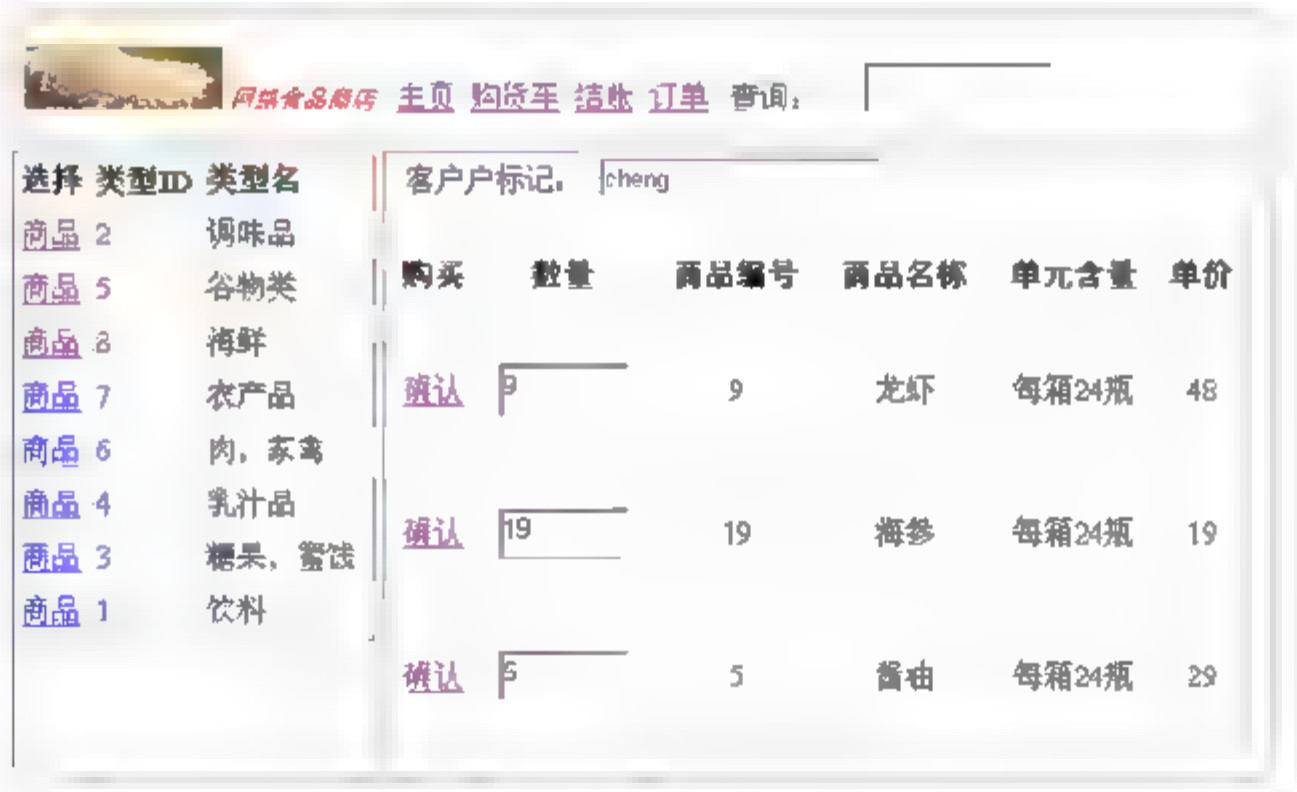 食品商店 主页 购货车 结帐 订单 查询：
选择 类型ID 类型名
商品 2 调味品
商品 5 谷物类
商品 8 海鲜
商品 7 农产品
商品 6 肉，家禽
商品 4 乳汁品
商品 3 糖果，蜜饯
商品 1 饮料
客户户标记： cheng
购买 数量 商品编号 商品名称 单元含量 单价
确认 9 9 龙虾 每箱24瓶 48
确认 19 19 海参 每箱24瓶 19
确认 5 5 酱油 每箱24瓶 29